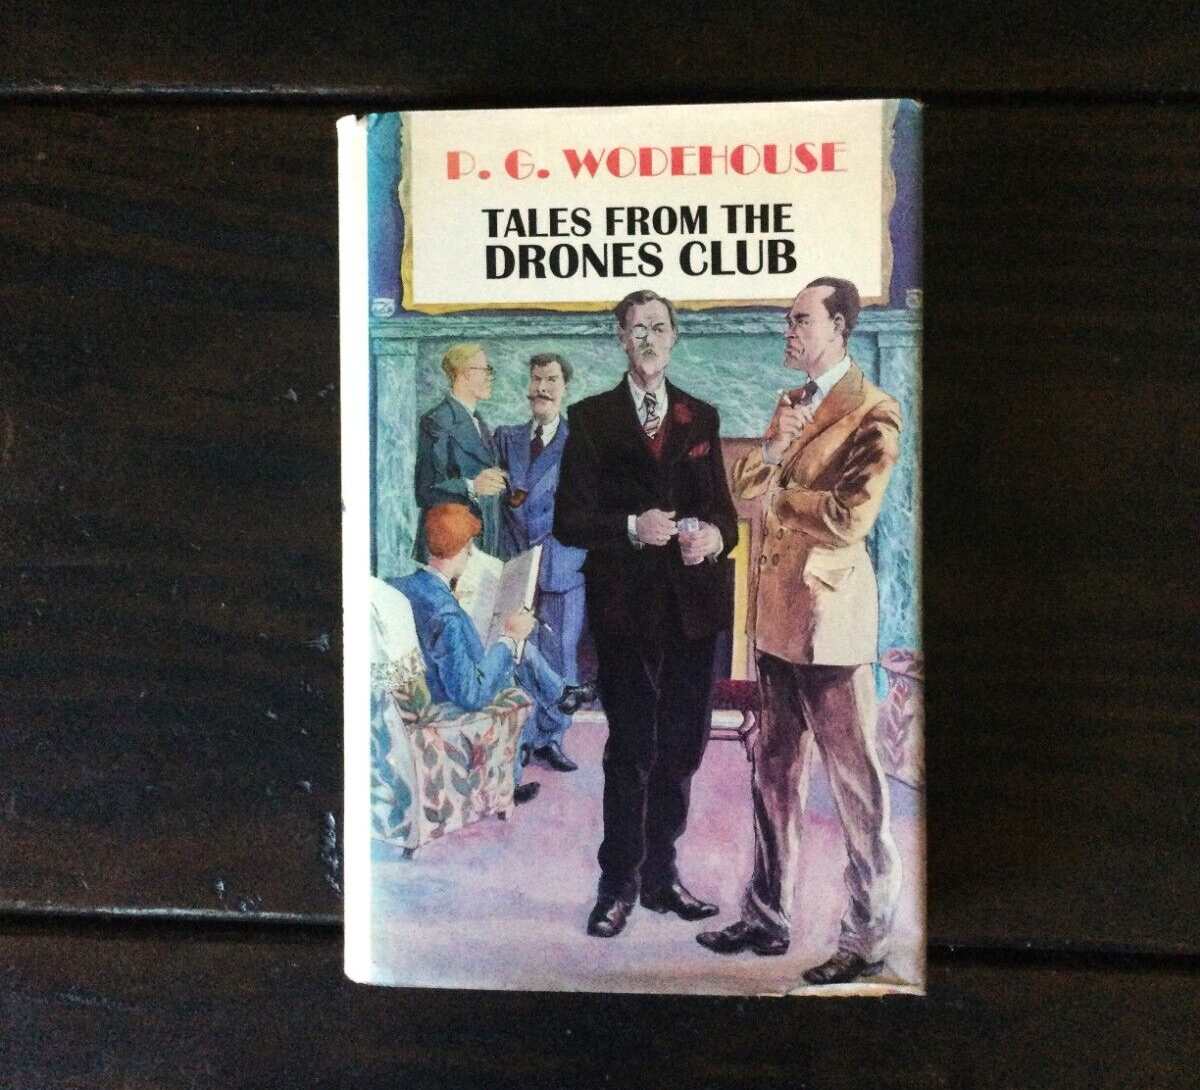 P. G. WODEHOUSE
TALES FROM THE
DRONES CLUB